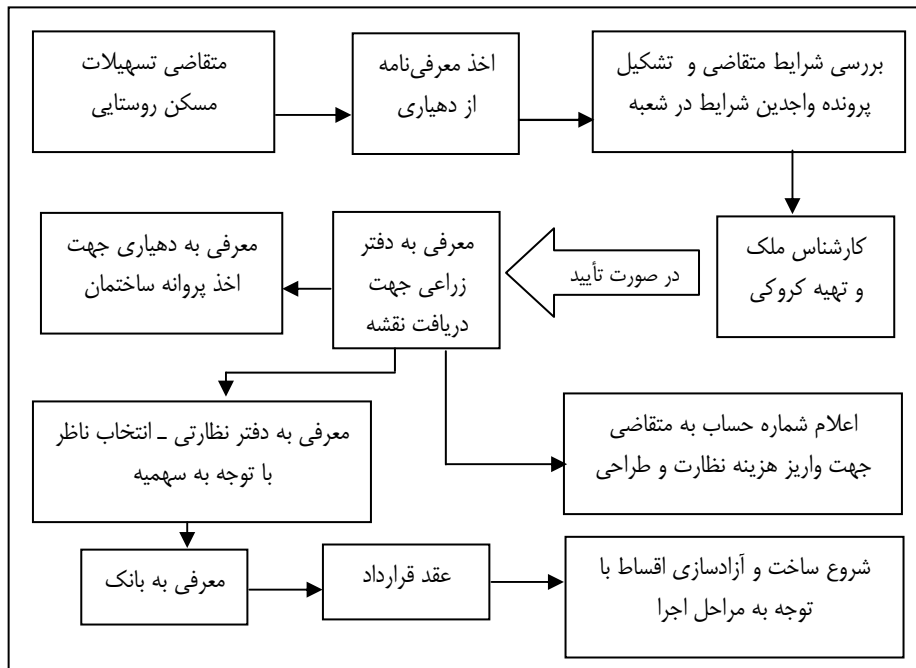 متقاضی تسهیلات
مسکن روستایی
اخذ معرفی‌نامه
از دهیاری
بررسی شرایط متقاضی و تشکیل
پرونده واجدین شرایط در شعبه
کارشناس ملک
و تهیه کروکی
در صورت تأیید
معرفی به دفتر
زراعی جهت
دریافت نقشه
معرفی به دهیاری جهت
اخذ پروانه ساختمان
معرفی به دفتر نظارتی ـ انتخاب ناظر
با توجه به سهمیه
اعلام شماره حساب به متقاضی
جهت واریز هزینه نظارت و طراحی
معرفی به بانک
عقد قرارداد
شروع ساخت و آزادسازی اقساط با
توجه به مراحل اجرا